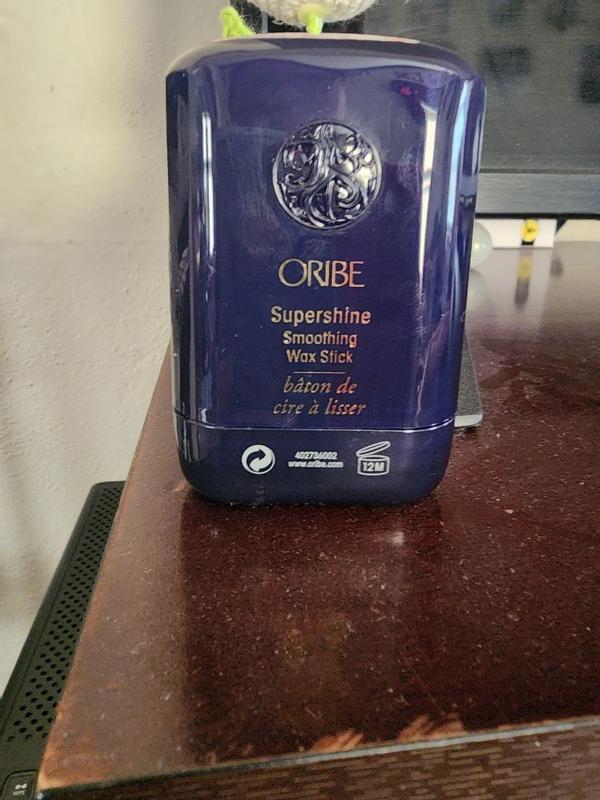 ORIBE
Supershine
Smoothing
Wax Stick
bâton de
cire à lisser
402736002
www.oribe.com
12M